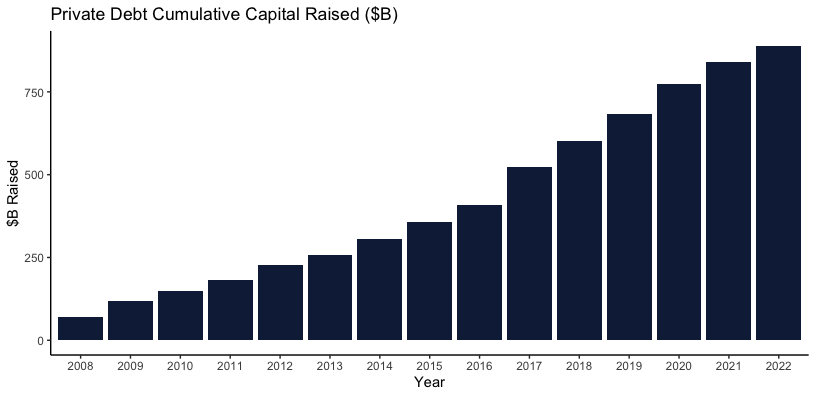 Private Debt Cumulative Capital Raised ($B)
$B Raised
750
500
250
0
2008 2009 2010 2011 2012 2013 2014 2015 2016 2017 2018 2019 2020 2021 2022
Year